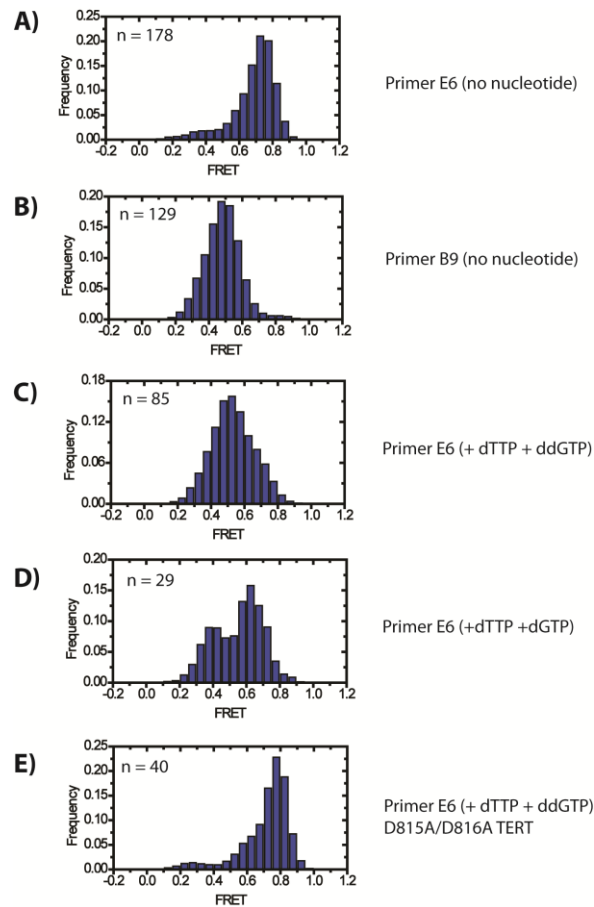 A)
0.25
0.20
0.15
0.10
0.05
0.00
Frequency
n = 178
-0.2 0.0 0.2 0.4 0.6 0.8 1.0 1.2
FRET
Primer E6 (no nucleotide)
B)
0.20
0.15
0.10
0.05
0.00
Frequency
n = 129
-0.2 0.0 0.2 0.4 0.6 0.8 1.0 1.2
FRET
Primer B9 (no nucleotide)
C)
0.18
0.12
0.06
0.00
Frequency
n = 85
-0.2 0.0 0.2 0.4 0.6 0.8 1.0 1.2
FRET
Primer E6 (+ dTTP + ddGTP)
D)
0.20
0.15
0.10
0.05
0.00
Frequency
n = 29
-0.2 0.0 0.2 0.4 0.6 0.8 1.0 1.2
FRET
Primer E6 (+dTTP +dGTP)
E)
0.25
0.20
0.15
0.10
0.05
0.00
Frequency
n = 40
-0.2 0.0 0.2 0.4 0.6 0.8 1.0 1.2
FRET
Primer E6 (+ dTTP + ddGTP)
D815A/D816A TERT